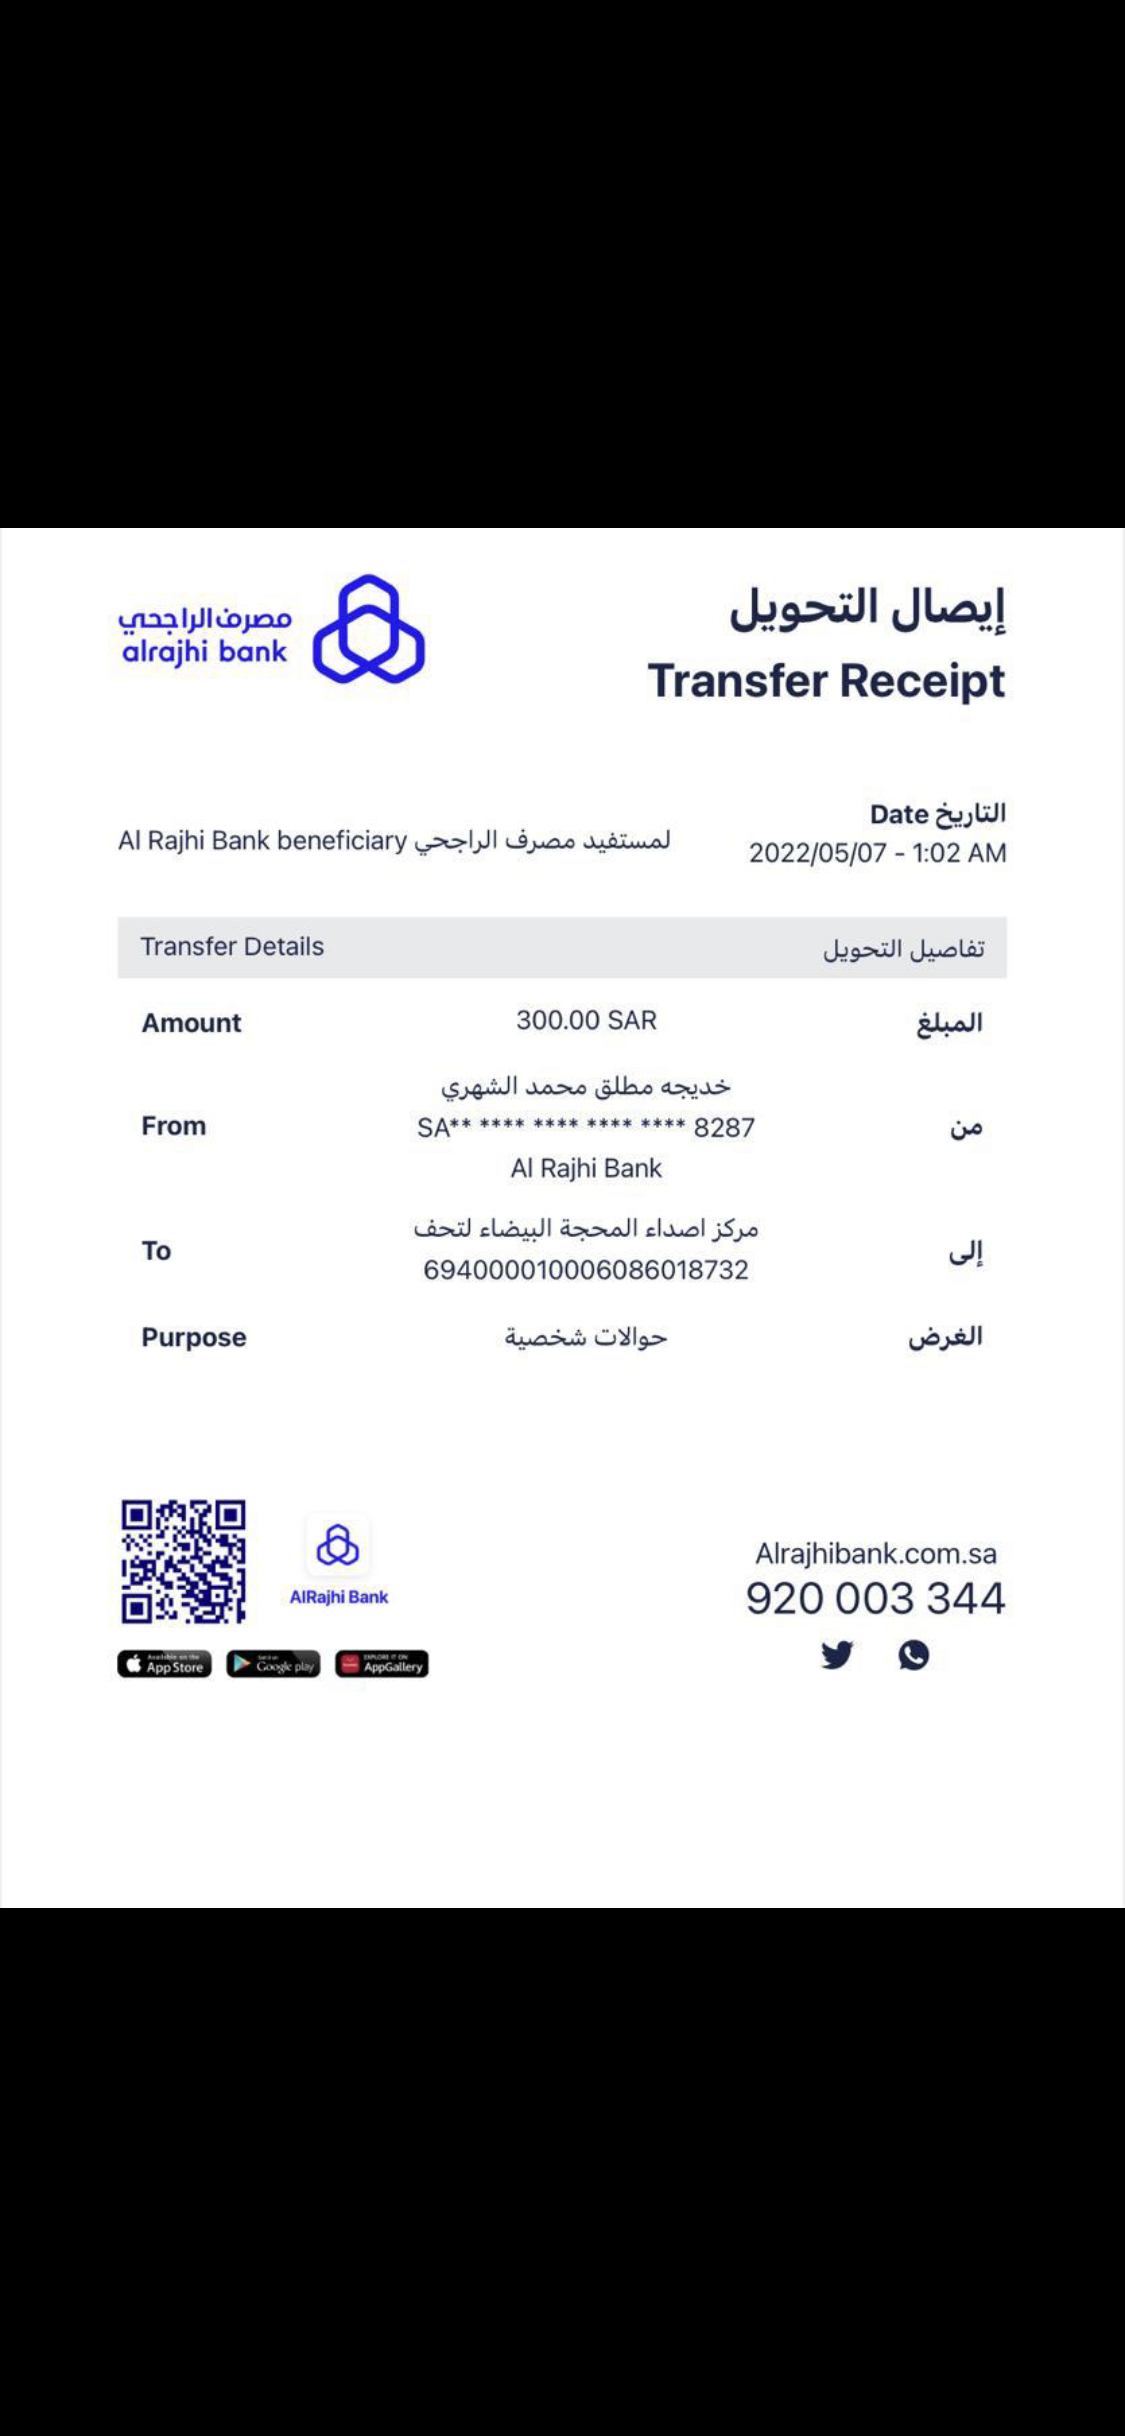 إيصال التحويل
Transfer Receipt
مصرف الراجحي
alrajhi bank
التاريخ Date
2022/05/07 - 1:02 AM
لمستفيد مصرف الراجحي Al Rajhi Bank beneficiary
Transfer Details تفاصيل التحويل
Amount 300.00 SAR المبلغ
خديجه مطلق محمد الشهري
From SA** **** **** **** **** 8287 من
Al Rajhi Bank
مركز اصداء المحجة البيضاء لتحف
To 694000010006086018732 إلى
Purpose حوالات شخصية الغرض
AlRajhi Bank
Alrajhibank.com.sa
920 003 344
Available on the
App Store
Get it on
Google play
EXPLORE IT ON
AppGallery